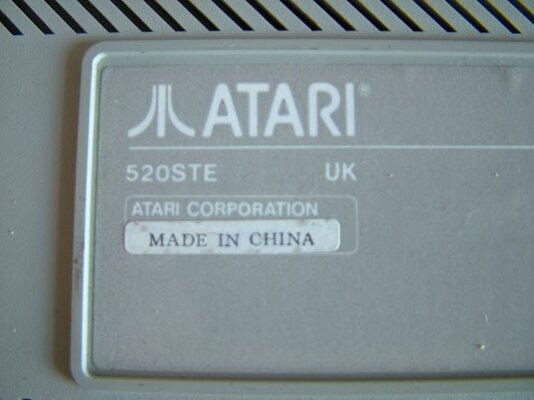 ATARI®
520STE UK
ATARI CORPORATION
MADE IN CHINA